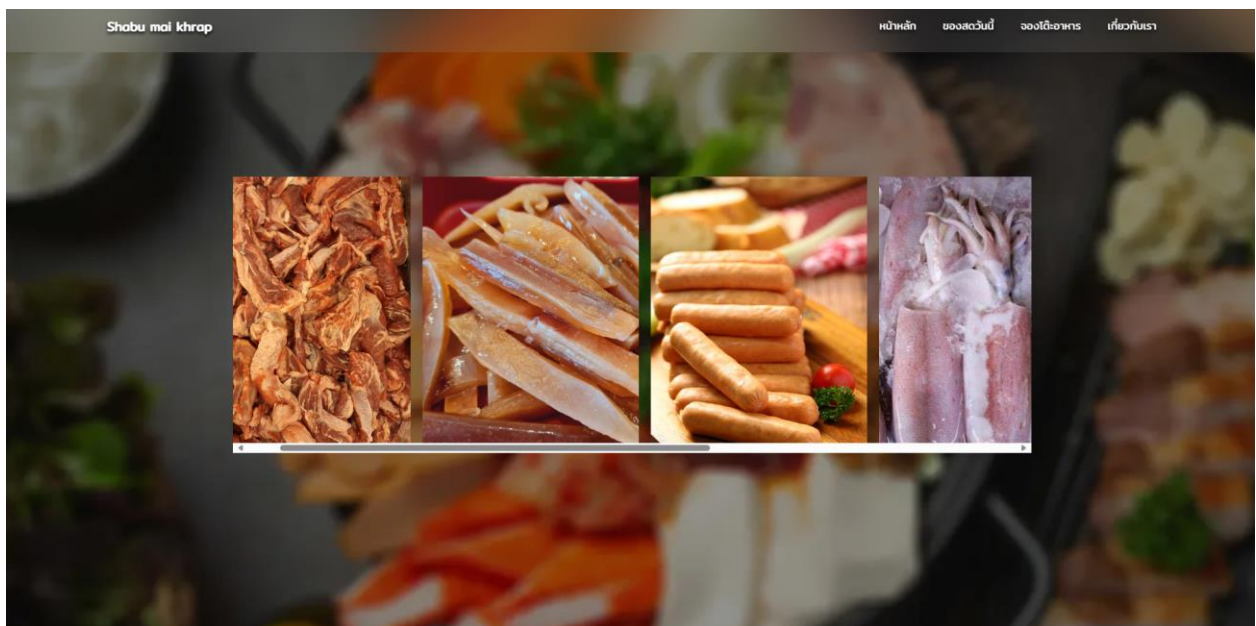 Shabu mai khrap
หน้าหลัก ของสดวันนี้ จองโต๊ะอาหาร เกี่ยวกับเรา